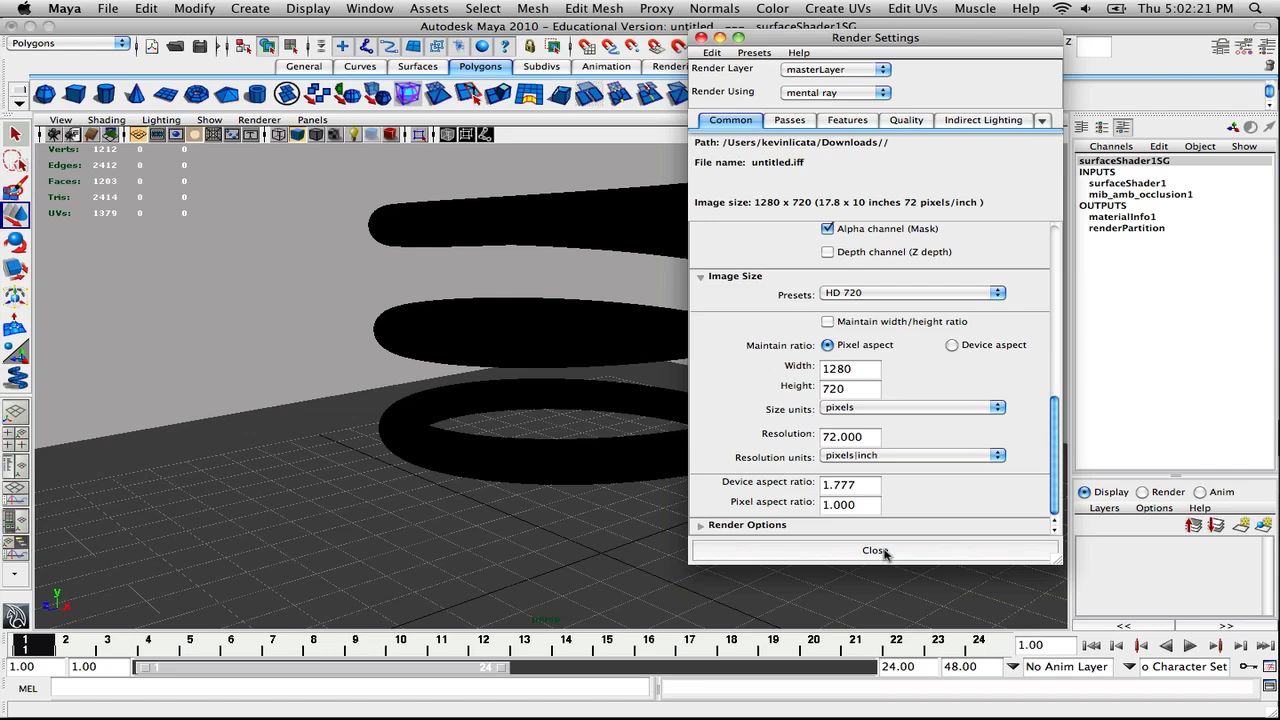 Maya File Edit Modify Create Display Window Assets Select Mesh Edit Mesh Proxy Normals Color Create UVs Edit UVs Muscle Help Thu 5:02:21 PM
Autodesk Maya 2010 - Educational Version: untitled --- surfaceShader1SG
Polygons
Z
General Curves Surfaces Polygons Subdivs Animation
View Shading Lighting Show Renderer Panels
Verts: 1212 0 0
Edges: 2412 0 0
Faces: 1203 0 0
Tris: 2414 0 0
UVs: 1379 0 0
Render Settings
Edit Presets Help
Render Layer masterLayer
Render Using mental ray
Common Passes Features Quality Indirect Lighting
Path: /Users/kevinlicata/Downloads//
File name: untitled.iff
Image size: 1280 x 720 (17.8 x 10 inches 72 pixels/inch )
Alpha channel (Mask)
Depth channel (Z depth)
Image Size
Presets: HD 720
Maintain width/height ratio
Maintain ratio: Pixel aspect Device aspect
Width: 1280
Height: 720
Size units: pixels
Resolution: 72.000
Resolution units: pixels|inch
Device aspect ratio: 1.777
Pixel aspect ratio: 1.000
Render Options
Close
Channels Edit Object Show
surfaceShader1SG
INPUTS
surfaceShader1
mib_amb_occlusion1
OUTPUTS
materialInfo1
renderPartition
Display Render Anim
Layers Options Help
<< >>
y
z x
persp
1 2 3 4 5 6 7 8 9 10 11 12 13 14 15 16 17 18 19 20 21 22 23 24
1
1.00
1.00 1.00 1 24 24.00 48.00 No Anim Layer o Character Set
MEL